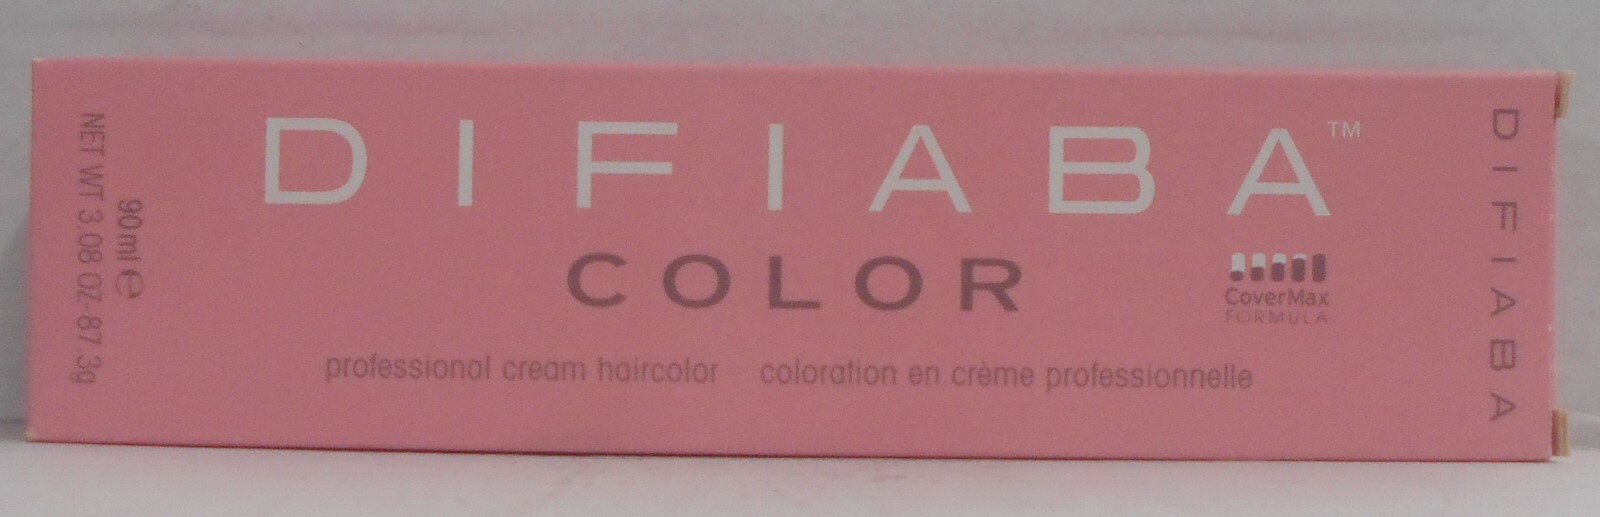 DIFIABA™
COLOR
CoverMax
FORMULA
professional cream haircolor coloration en crème professionnelle
90ml ℮
NET WT 3.08 OZ-87.3g
DIFIABA